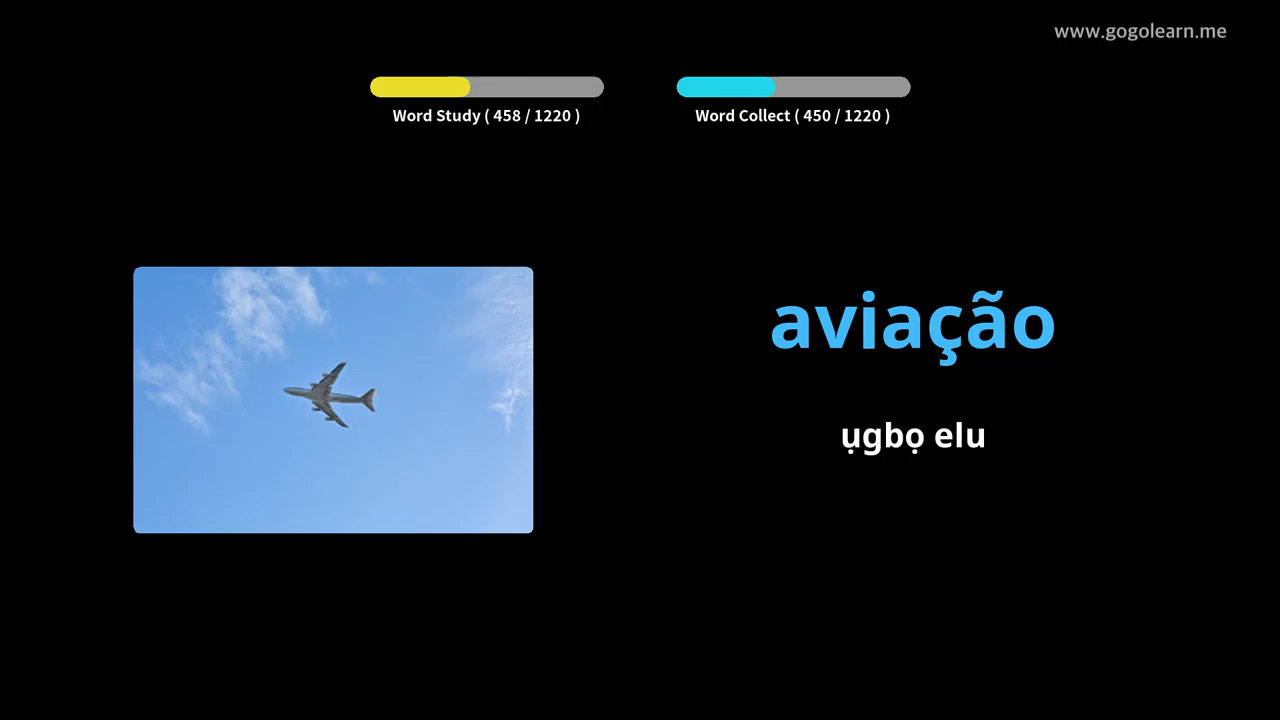 www.gogolearn.me
Word Study ( 458 / 1220 )
Word Collect ( 450 / 1220 )
aviação
ụgbọ elu